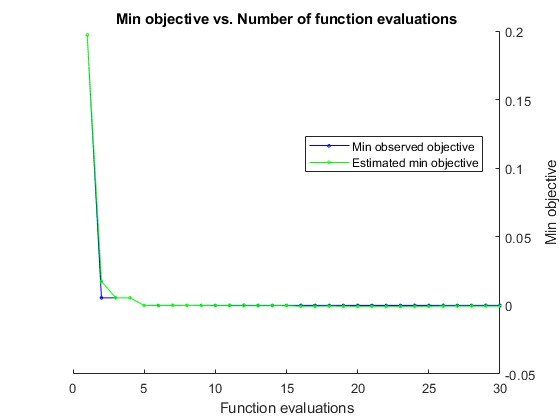 Min objective vs. Number of function evaluations
0.2
0.15
Min observed objective
Estimated min objective
0.1
Min objective
0.05
0
-0.05
0 5 10 15 20 25 30
Function evaluations